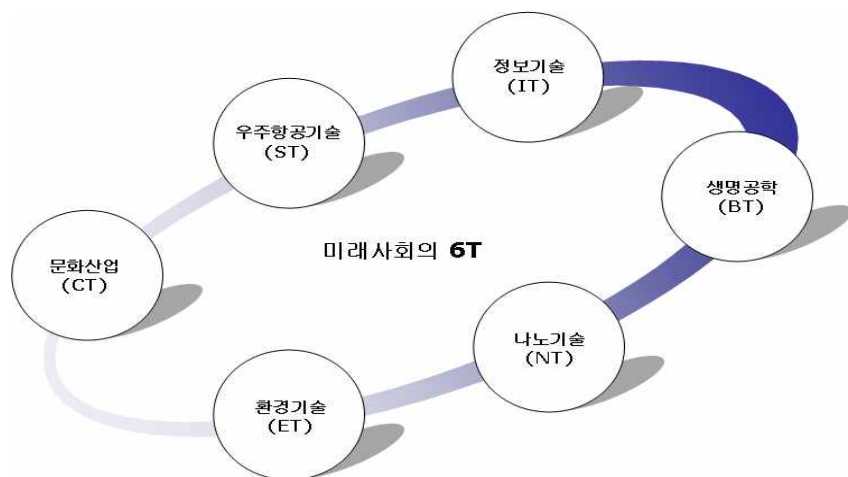 정보기술
(IT)
우주항공기술
(ST)
생명공학
(BT)
미래사회의 6T
문화산업
(CT)
나노기술
(NT)
환경기술
(ET)